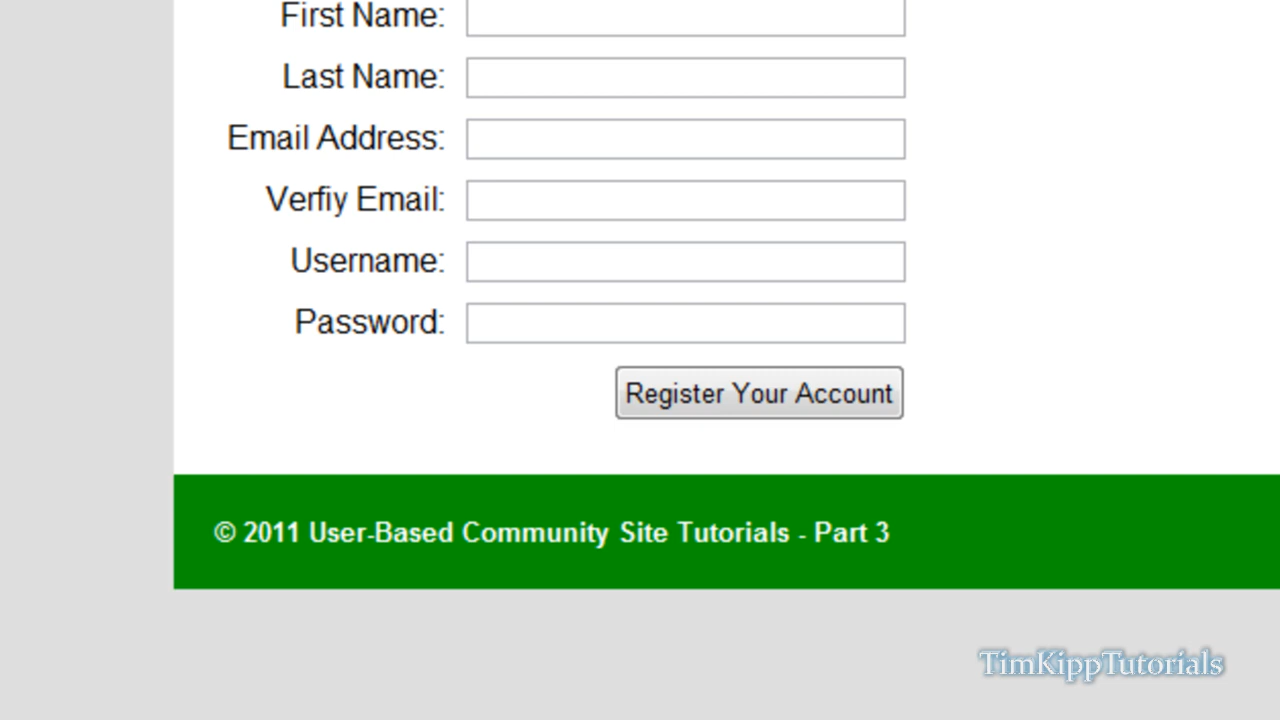 First Name:
Last Name:
Email Address:
Verfiy Email:
Username:
Password:
Register Your Account
© 2011 User-Based Community Site Tutorials - Part 3
TimKippTutorials